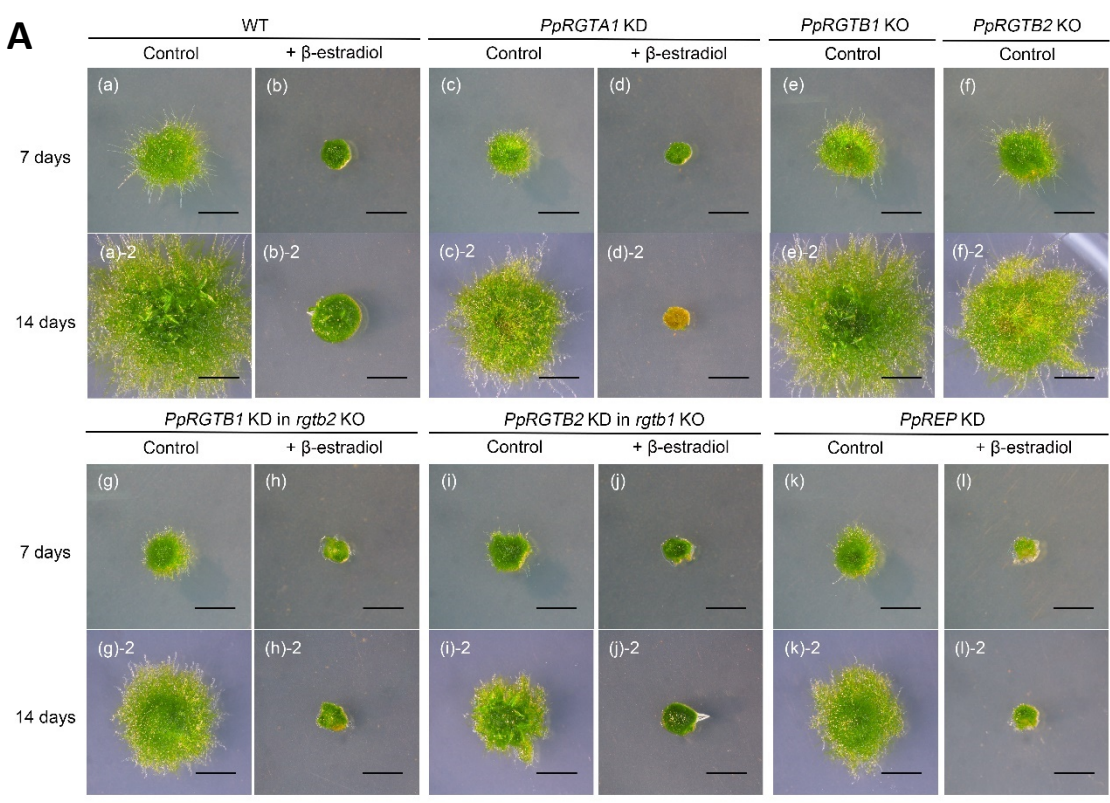 A
WT PpRGTA1 KD PpRGTB1 KO PpRGTB2 KO
Control + β-estradiol Control + β-estradiol Control Control
7 days (a) (b) (c) (d) (e) (f)
14 days (a)-2 (b)-2 (c)-2 (d)-2 (e)-2 (f)-2
PpRGTB1 KD in rgtb2 KO PpRGTB2 KD in rgtb1 KO PpREP KD
Control + β-estradiol Control + β-estradiol Control + β-estradiol
7 days (g) (h) (i) (j) (k) (l)
14 days (g)-2 (h)-2 (i)-2 (j)-2 (k)-2 (l)-2